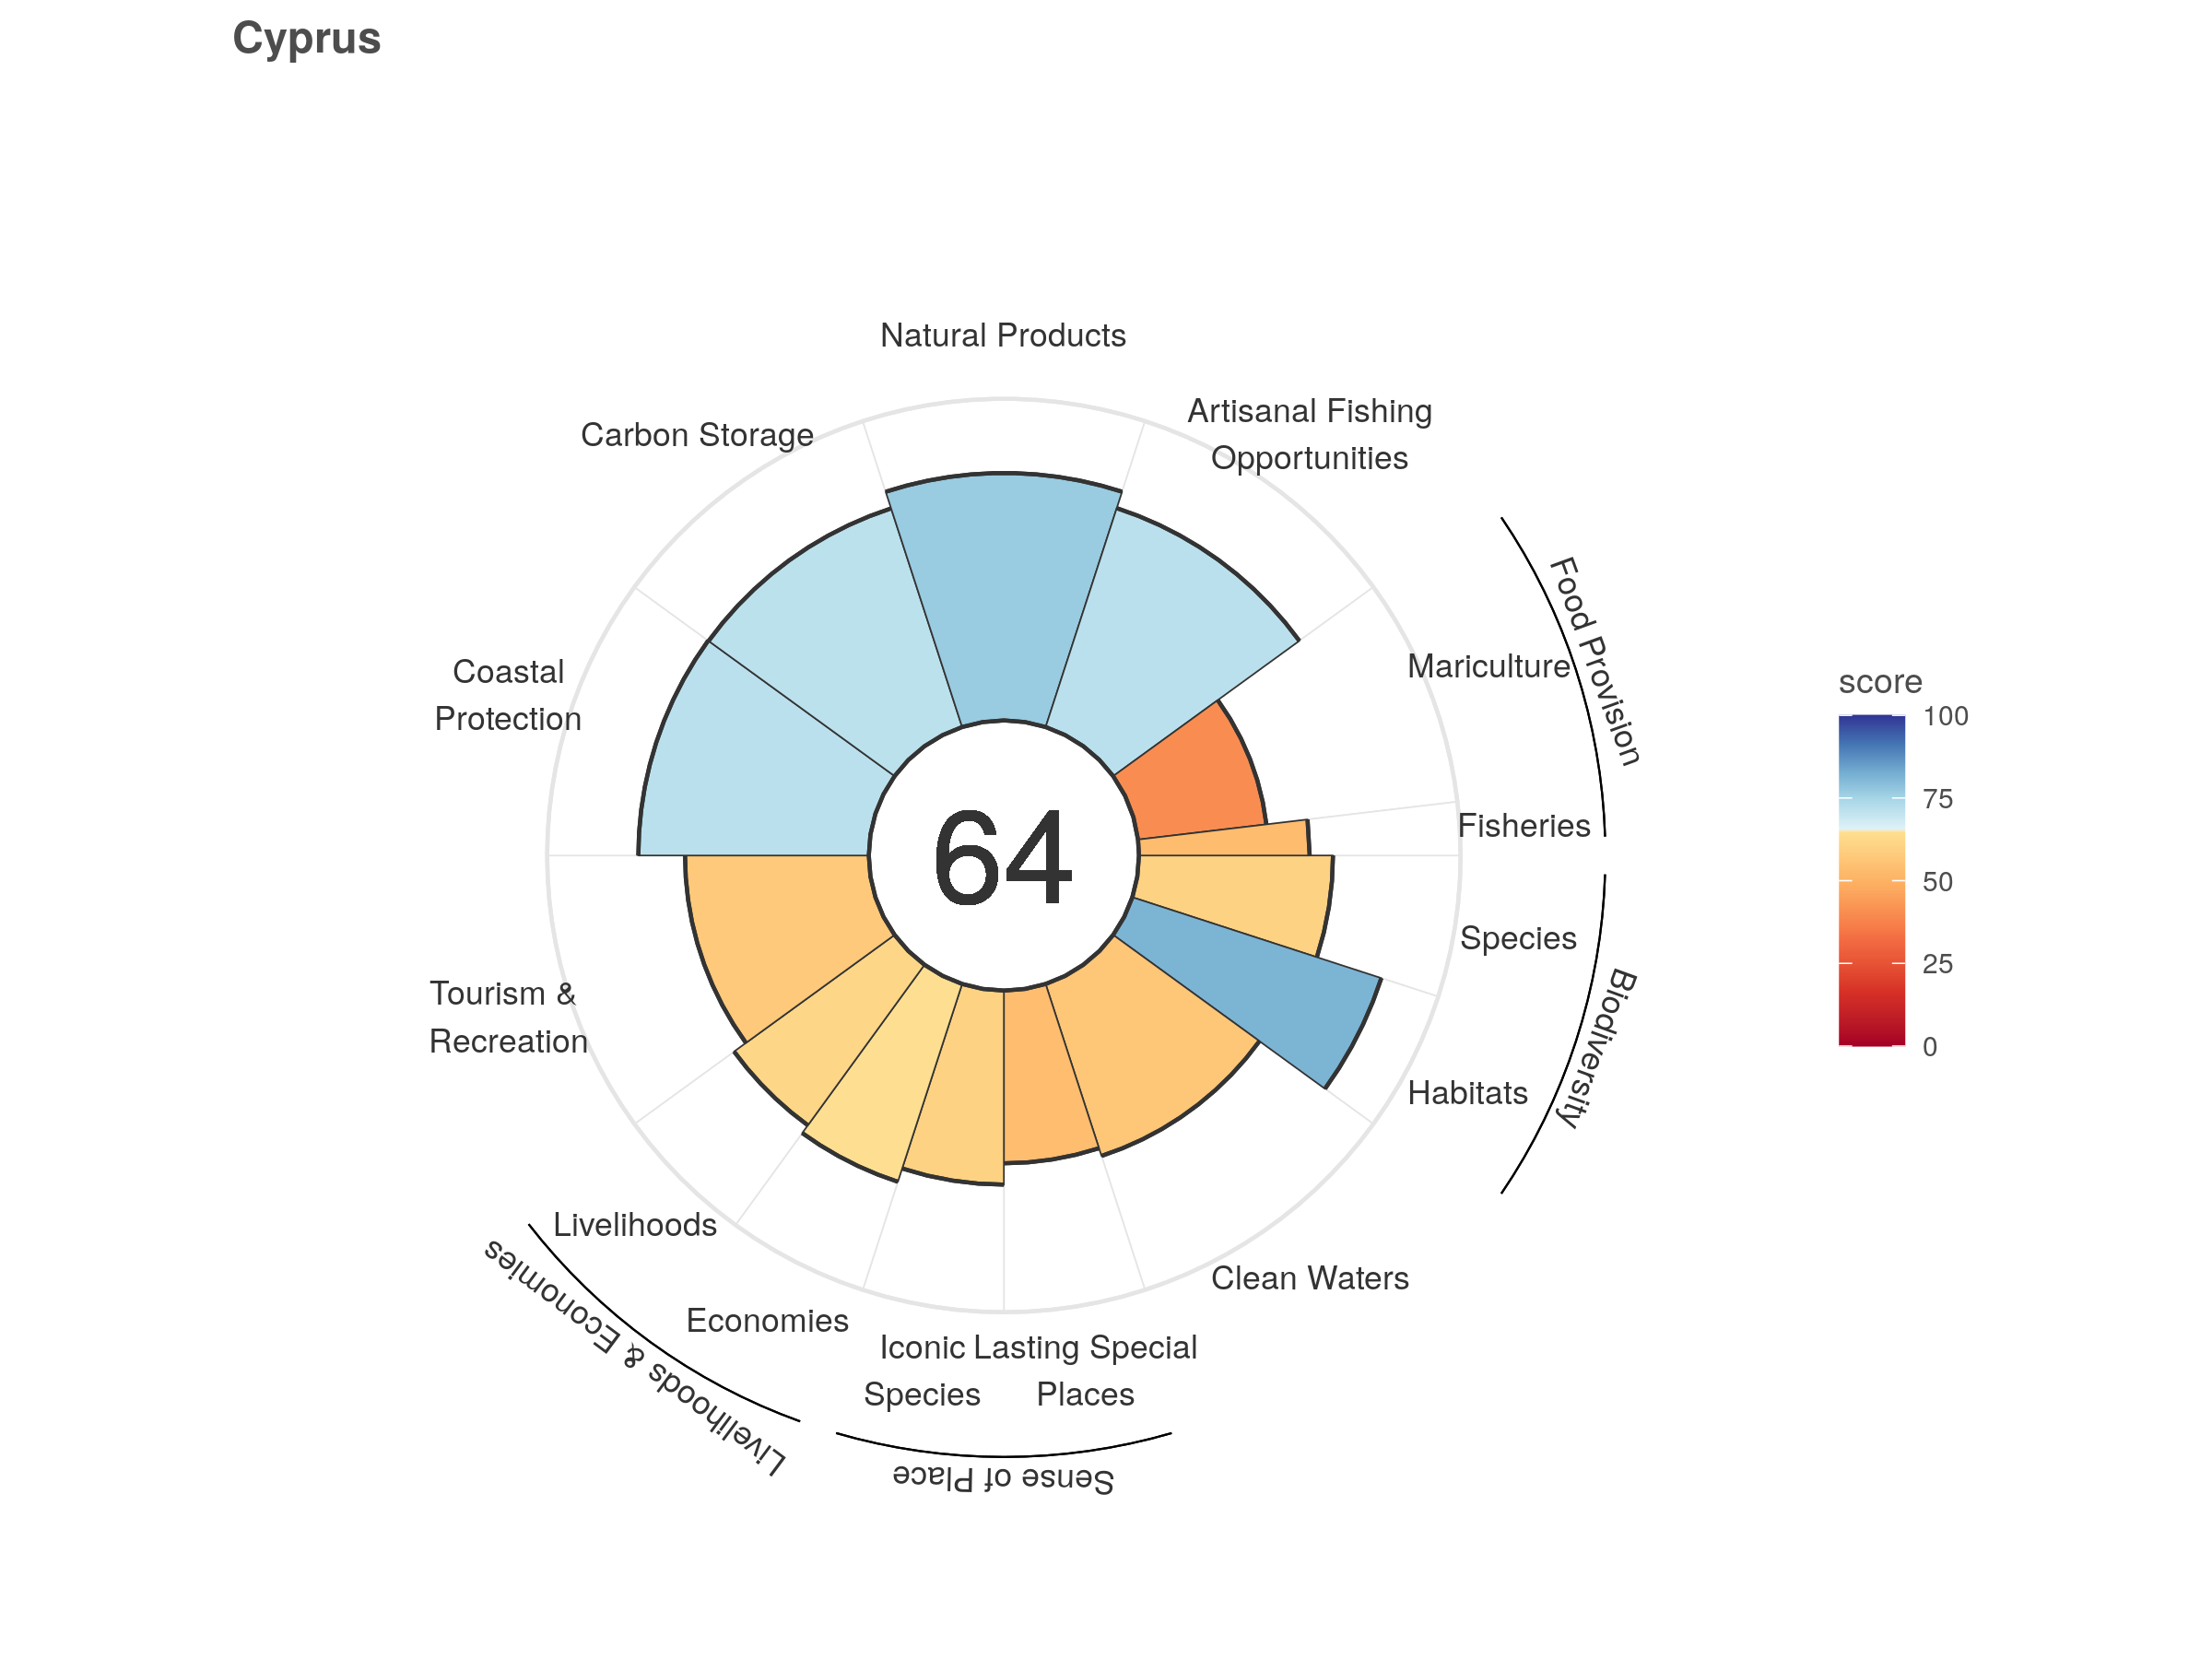 Cyprus
Natural Products
Artisanal Fishing
Opportunities
Carbon Storage
Food Provision
Mariculture
Coastal
Protection
score
100
75
50
25
0
64
Fisheries
Species
Biodiversity
Tourism &
Recreation
Habitats
Livelihoods
Livelihoods & Economies
Clean Waters
Economies
Iconic
Species
Lasting Special
Places
Sense of Place